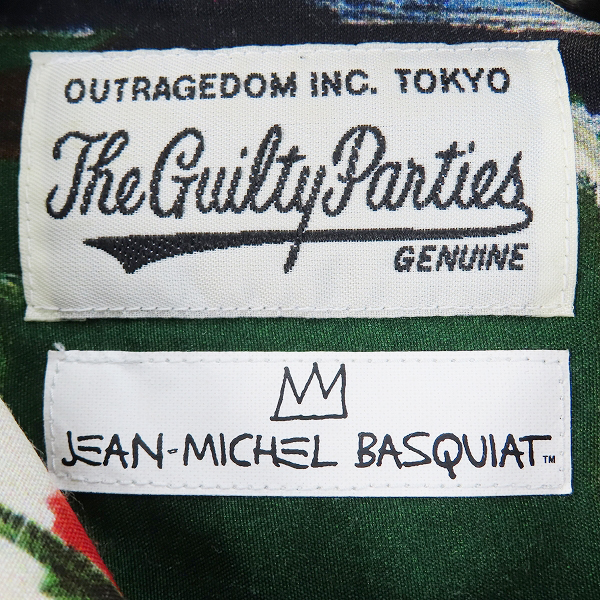 OUTRAGEDOM INC. TOKYO
The Guilty Parties
GENUINE
JEAN-MICHEL BASQUIAT™